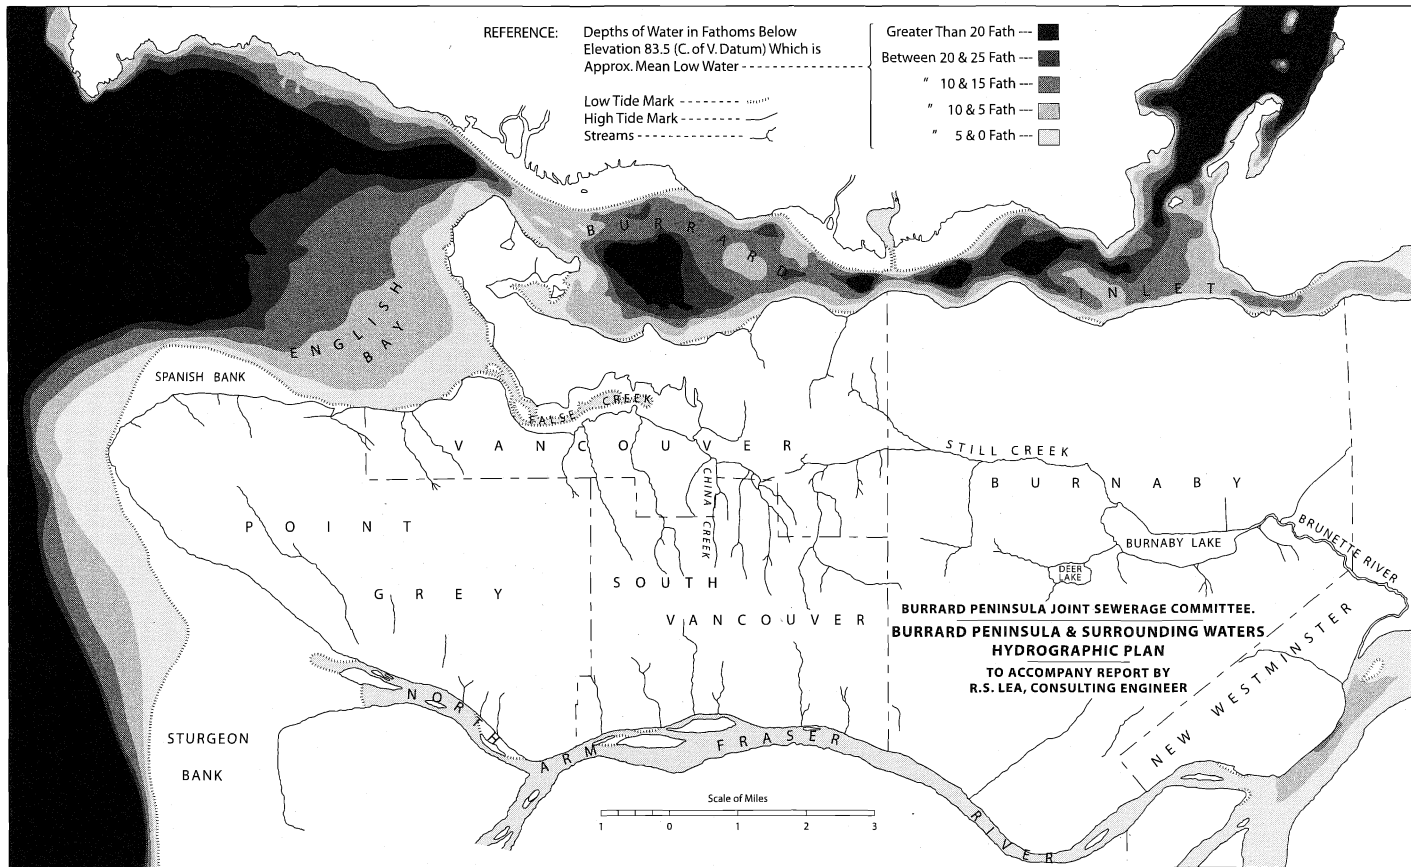 REFERENCE: Depths of Water in Fathoms Below
Elevation 83.5 (C. of V. Datum) Which is
Approx. Mean Low Water
Low Tide Mark
High Tide Mark
Streams
Greater Than 20 Fath
Between 20 & 25 Fath
" 10 & 15 Fath
" 10 & 5 Fath
" 5 & 0 Fath
BURRARD
INLET
ENGLISH
BAY
SPANISH BANK
FALSE CREEK
VANCOUVER
STILL CREEK
BURNABY
CHINA CREEK
POINT
GREY
BURNABY LAKE
BRUNETTE RIVER
DEER
LAKE
SOUTH
VANCOUVER
BURRARD PENINSULA JOINT SEWERAGE COMMITTEE.
BURRARD PENINSULA & SURROUNDING WATERS
HYDROGRAPHIC PLAN
TO ACCOMPANY REPORT BY
R.S. LEA, CONSULTING ENGINEER
NEW WESTMINSTER
NORTH ARM FRASER RIVER
STURGEON
BANK
Scale of Miles
1 0 1 2 3